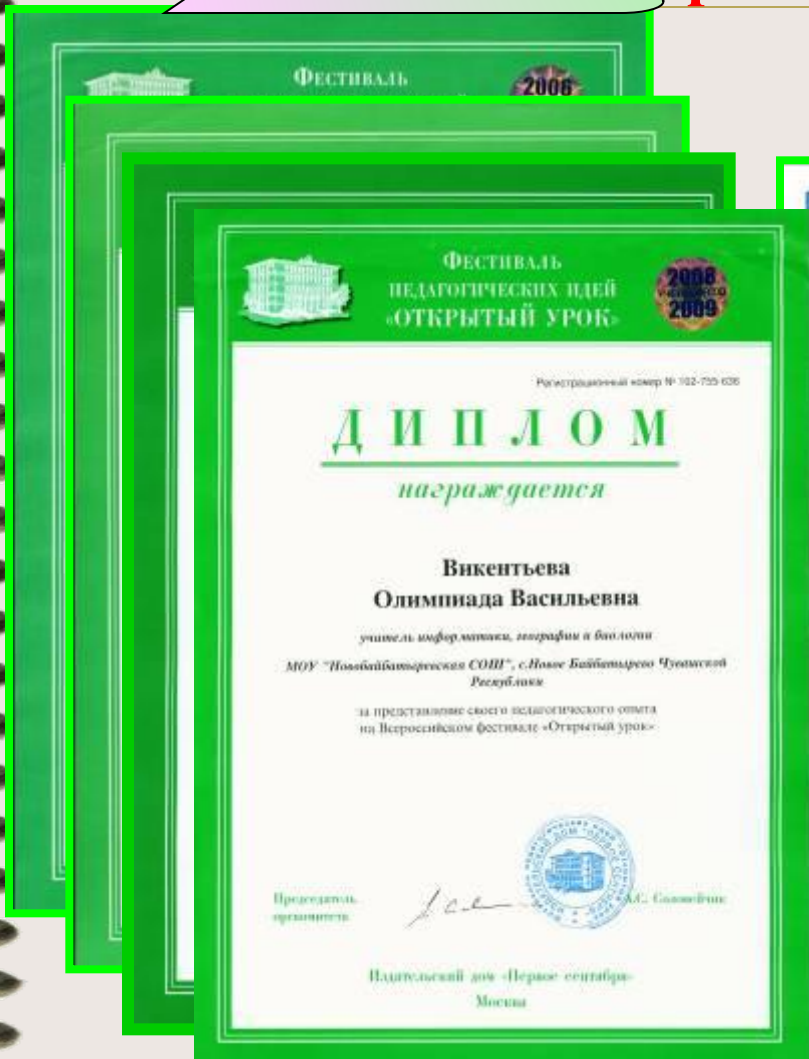 Фестиваль
2006
Фестиваль
педагогических идей
«ОТКРЫТЫЙ УРОК»
2008
2009
Регистрационный номер № 102-755-636
ДИПЛОМ
награждается
Викентьева
Олимпиада Васильевна
учитель информатики, географии и биологии
МОУ "Новобайбатыревская СОШ", с.Новое Байбатырево Чувашской
Республики
за представление своего педагогического опыта
на Всероссийском фестивале «Открытый урок»
Председатель
оргкомитета
А.С. Соловейчик
Издательский дом «Первое сентября»
Москва